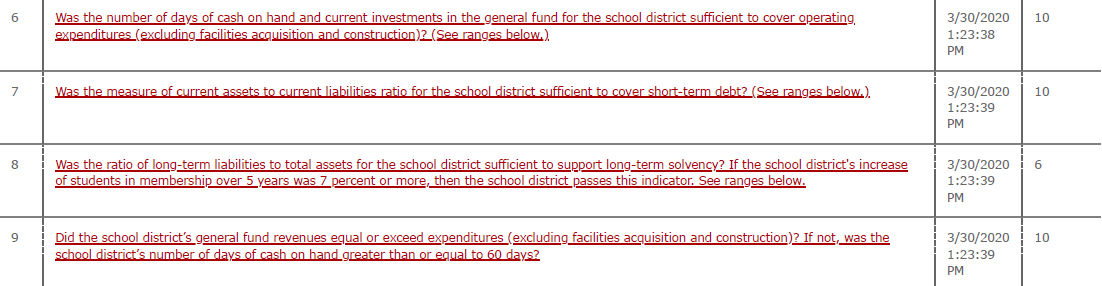 6 Was the number of days of cash on hand and current investments in the general fund for the school district sufficient to cover operating 3/30/2020 10
expenditures (excluding facilities acquisition and construction)? (See ranges below.) 1:23:38
PM
7 Was the measure of current assets to current liabilities ratio for the school district sufficient to cover short-term debt? (See ranges below.) 3/30/2020 10
1:23:39
PM
8 Was the ratio of long-term liabilities to total assets for the school district sufficient to support long-term solvency? If the school district's increase 3/30/2020 6
of students in membership over 5 years was 7 percent or more, then the school district passes this indicator. See ranges below. 1:23:39
PM
9 Did the school district's general fund revenues equal or exceed expenditures (excluding facilities acquisition and construction)? If not, was the 3/30/2020 10
school district's number of days of cash on hand greater than or equal to 60 days? 1:23:39
PM